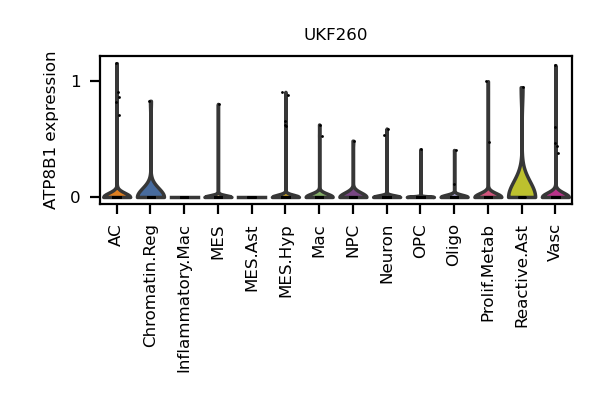 UKF260
ATP8B1 expression
1
0
AC
Chromatin.Reg
Inflammatory.Mac
MES
MES.Ast
MES.Hyp
Mac
NPC
Neuron
OPC
Oligo
Prolif.Metab
Reactive.Ast
Vasc